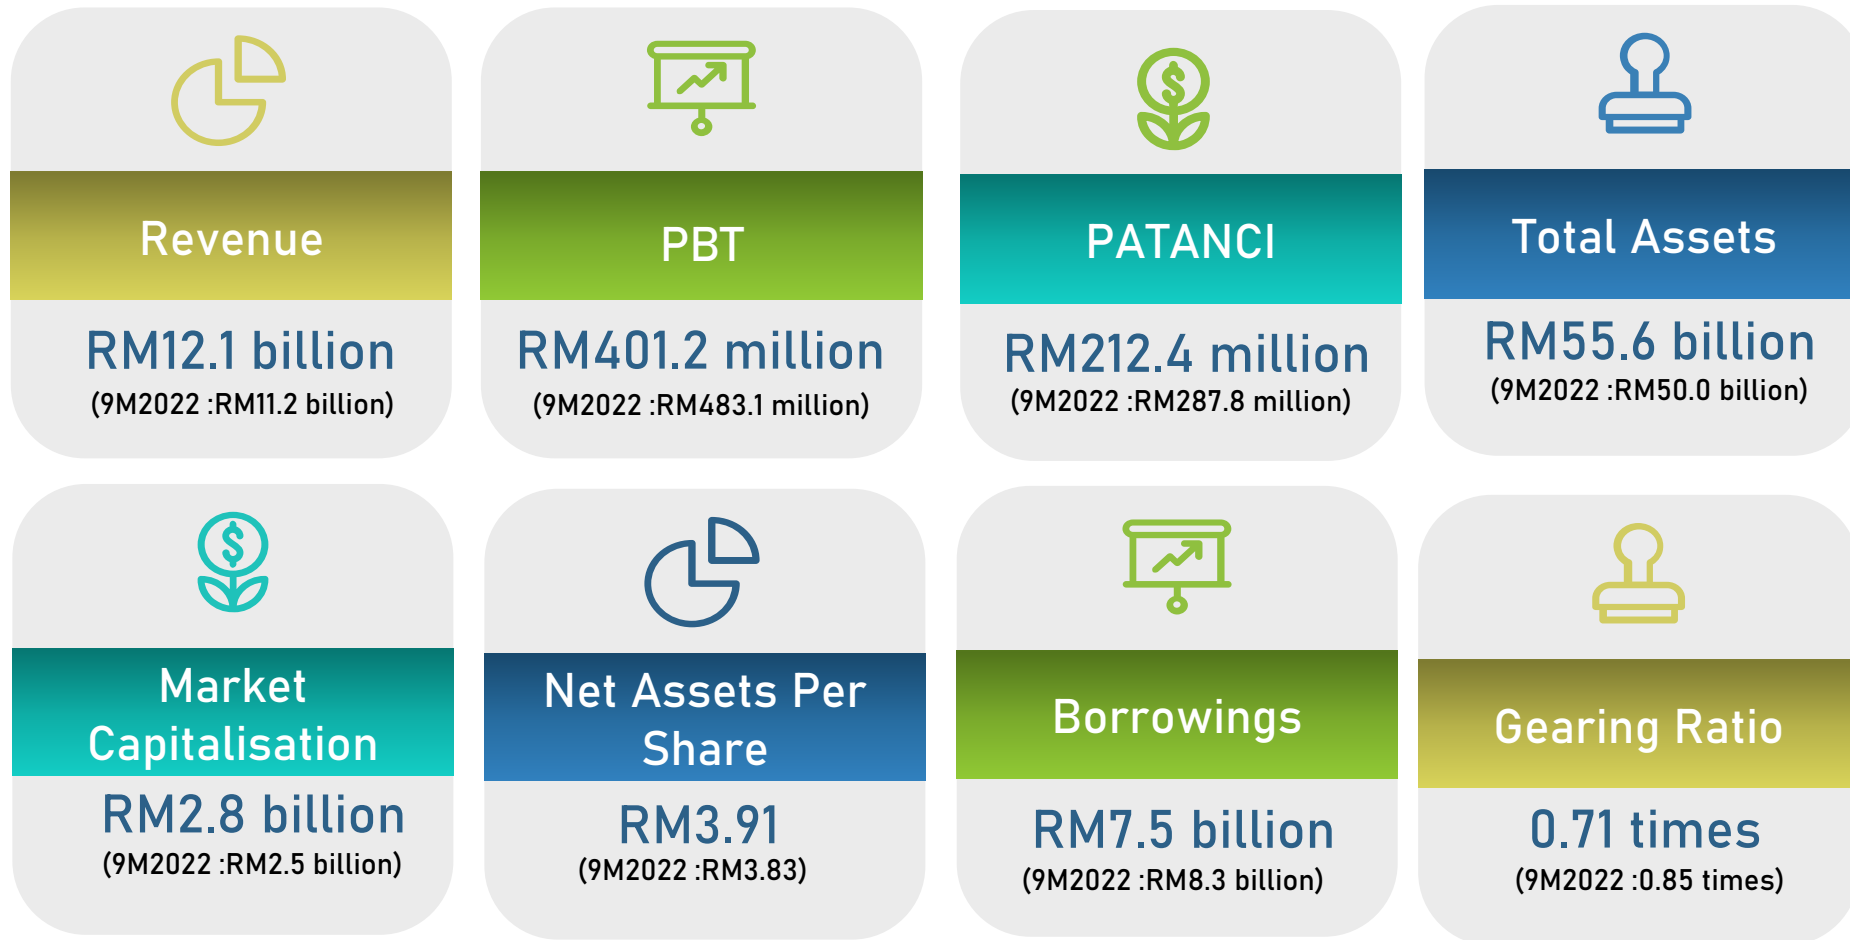 Revenue
RM12.1 billion
(9M2022 :RM11.2 billion)
PBT
RM401.2 million
(9M2022 :RM483.1 million)
PATANCI
RM212.4 million
(9M2022 :RM287.8 million)
Total Assets
RM55.6 billion
(9M2022 :RM50.0 billion)
Market
Capitalisation
RM2.8 billion
(9M2022 :RM2.5 billion)
Net Assets Per
Share
RM3.91
(9M2022 :RM3.83)
Borrowings
RM7.5 billion
(9M2022 :RM8.3 billion)
Gearing Ratio
0.71 times
(9M2022 :0.85 times)